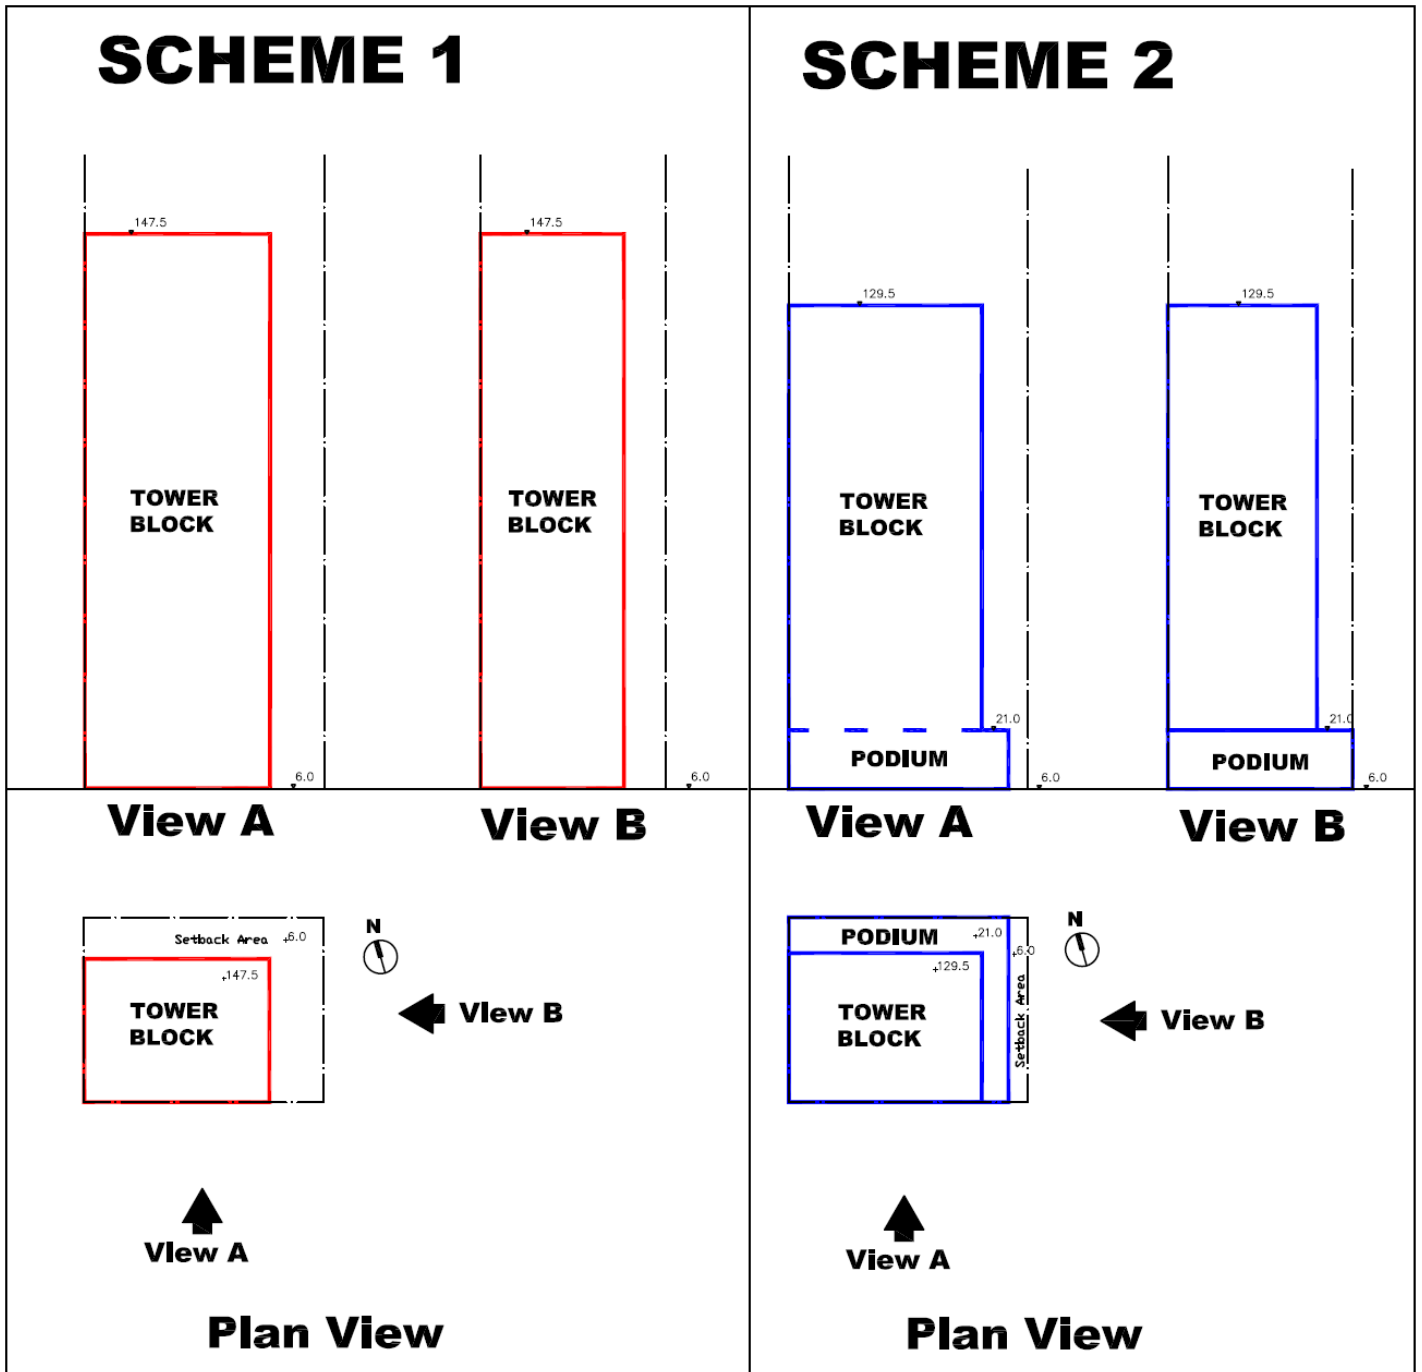 SCHEME 1
147.5
147.5
TOWER
BLOCK
TOWER
BLOCK
6.0
6.0
View A
View B
Setback Area
6.0
147.5
TOWER
BLOCK
N
View B
View A
Plan View
SCHEME 2
129.5
129.5
TOWER
BLOCK
TOWER
BLOCK
21.0
21.0
PODIUM
PODIUM
6.0
6.0
View A
View B
PODIUM
21.0
6.0
129.5
TOWER
BLOCK
Setback Area
N
View B
View A
Plan View